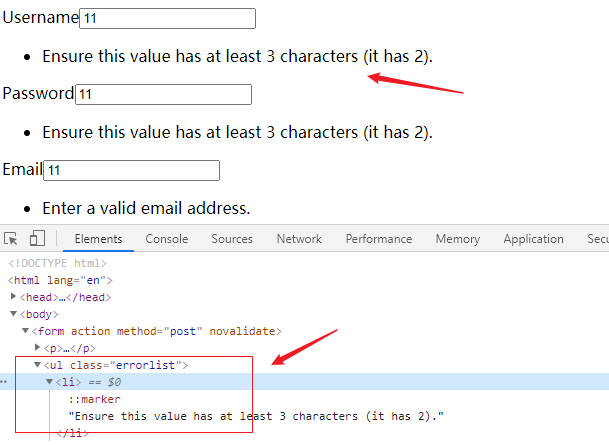 Username 11
Ensure this value has at least 3 characters (it has 2).
Password 11
Ensure this value has at least 3 characters (it has 2).
Email 11
Enter a valid email address.
Elements Console Sources Network Performance Memory Application Secu
<!DOCTYPE html>
<html lang="en">
<head>…</head>
<body>
<form action method="post" novalidate>
<p>…</p>
<ul class="errorlist">
<li> == $0
::marker
"Ensure this value has at least 3 characters (it has 2)."
</li>